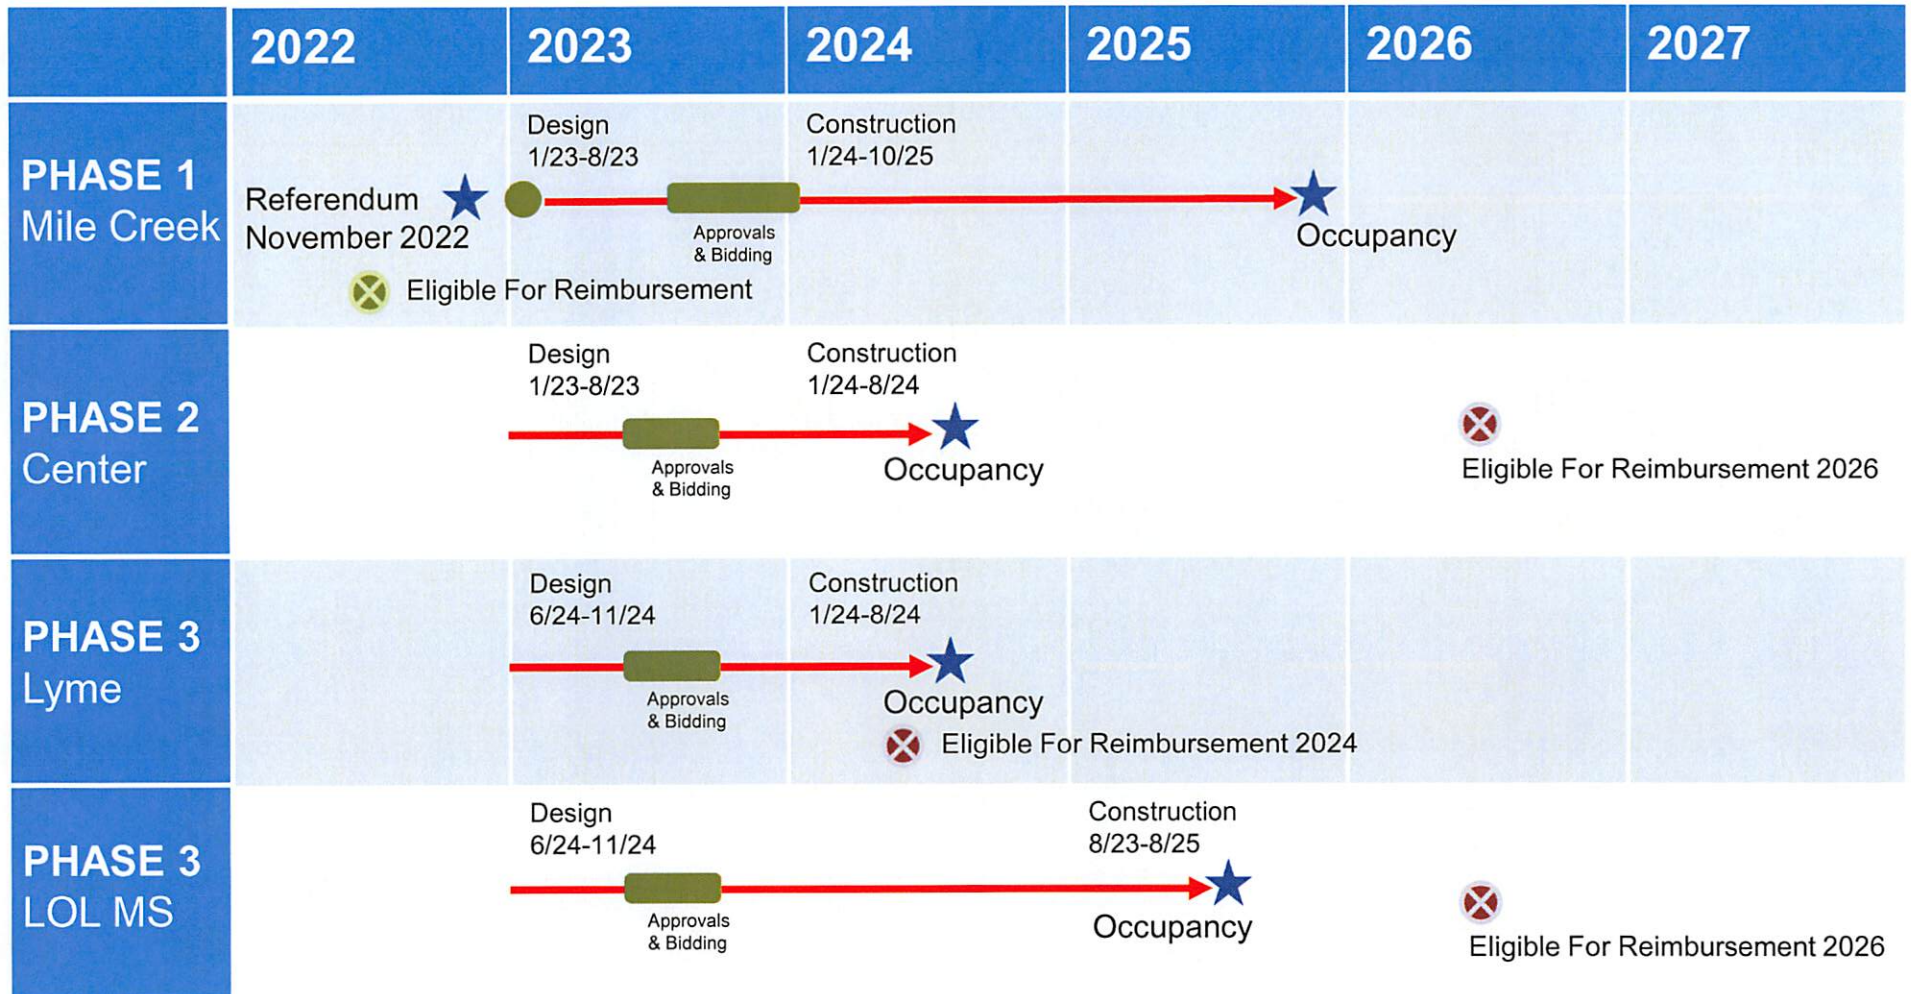 2022
2023
2024
2025
2026
2027
PHASE 1
Mile Creek
Referendum
November 2022
Design
1/23-8/23
Construction
1/24-10/25
Approvals
& Bidding
Occupancy
Eligible For Reimbursement
PHASE 2
Center
Design
1/23-8/23
Construction
1/24-8/24
Approvals
& Bidding
Occupancy
Eligible For Reimbursement 2026
PHASE 3
Lyme
Design
6/24-11/24
Construction
1/24-8/24
Approvals
& Bidding
Occupancy
Eligible For Reimbursement 2024
PHASE 3
LOL MS
Design
6/24-11/24
Construction
8/23-8/25
Approvals
& Bidding
Occupancy
Eligible For Reimbursement 2026